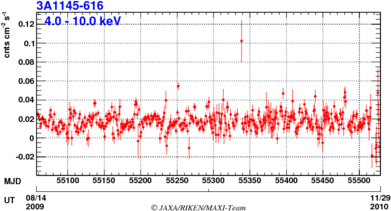 3A1145-616
4.0 - 10.0 keV
cnts cm⁻² s⁻¹
0.12
0.1
0.08
0.06
0.04
0.02
0
-0.02
MJD 55100 55150 55200 55250 55300 55350 55400 55450 55500
UT 08/14 11/29
2009 2010
© JAXA/RIKEN/MAXI-Team